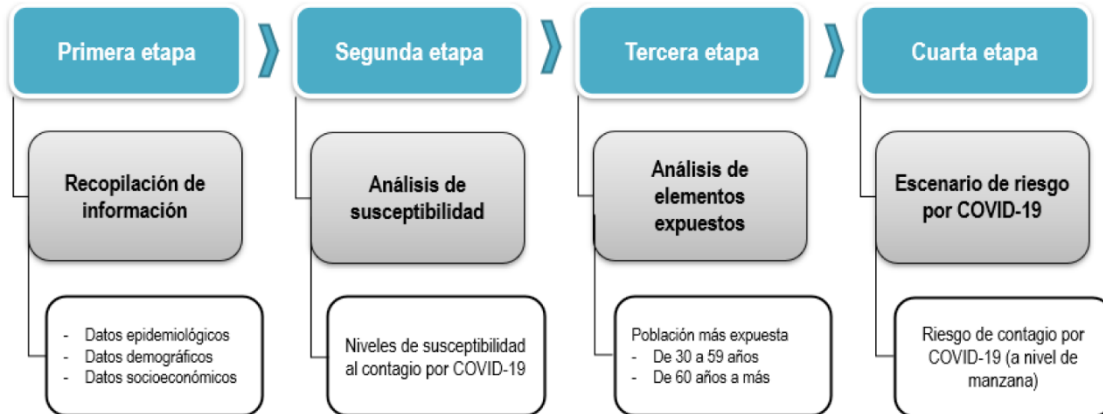 Primera etapa
Segunda etapa
Tercera etapa
Cuarta etapa
Recopilación de
información
Análisis de
susceptibilidad
Análisis de
elementos
expuestos
Escenario de riesgo
por COVID-19
- Datos epidemiológicos
- Datos demográficos
- Datos socioeconómicos
Niveles de susceptibilidad
al contagio por COVID-19
Población más expuesta
- De 30 a 59 años
- De 60 años a más
Riesgo de contagio por
COVID-19 (a nivel de
manzana)